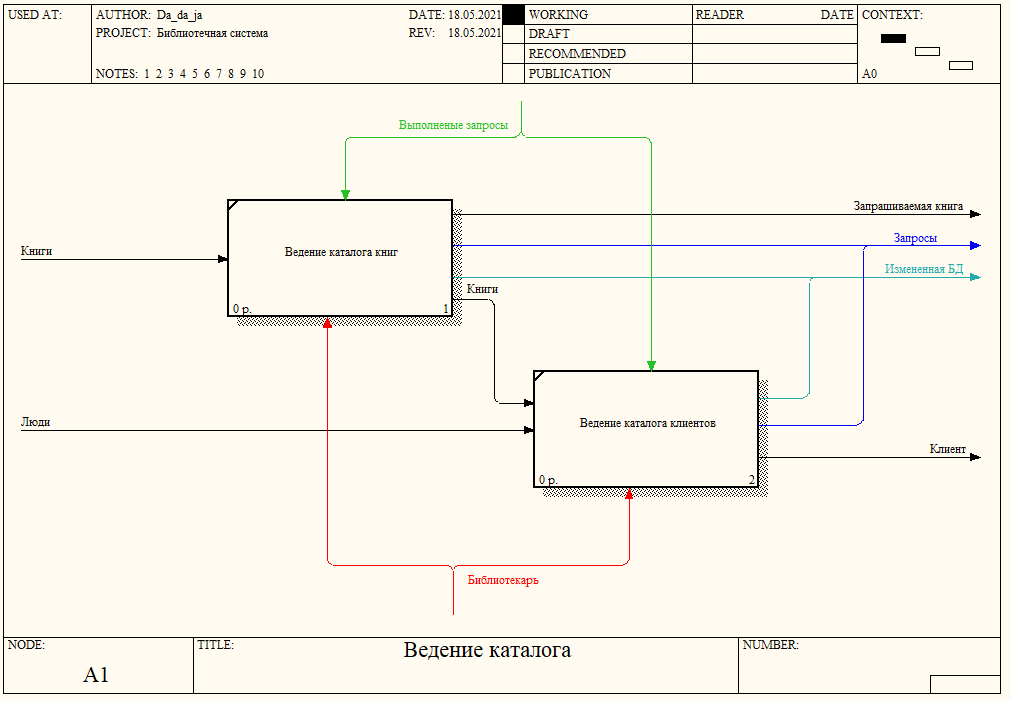 USED AT:
AUTHOR: Da_da_ja
DATE: 18.05.2021
PROJECT: Библиотечная система
REV: 18.05.2021
NOTES: 1 2 3 4 5 6 7 8 9 10
WORKING
DRAFT
RECOMMENDED
PUBLICATION
READER
DATE
CONTEXT:
A0
Выполненые запросы
Запрашиваемая книга
Запросы
Измененная БД
Книги
Ведение каталога книг
0 р.
1
Книги
Люди
Ведение каталога клиентов
0 р.
2
Клиент
Библиотекарь
NODE:
A1
TITLE:
Ведение каталога
NUMBER: